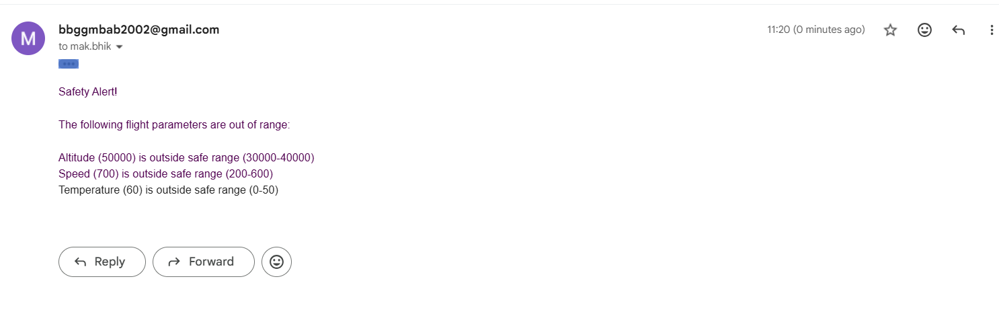 M
bbggmbab2002@gmail.com
11:20 (0 minutes ago)
to mak.bhik
Safety Alert!
The following flight parameters are out of range:
Altitude (50000) is outside safe range (30000-40000)
Speed (700) is outside safe range (200-600)
Temperature (60) is outside safe range (0-50)
Reply
Forward